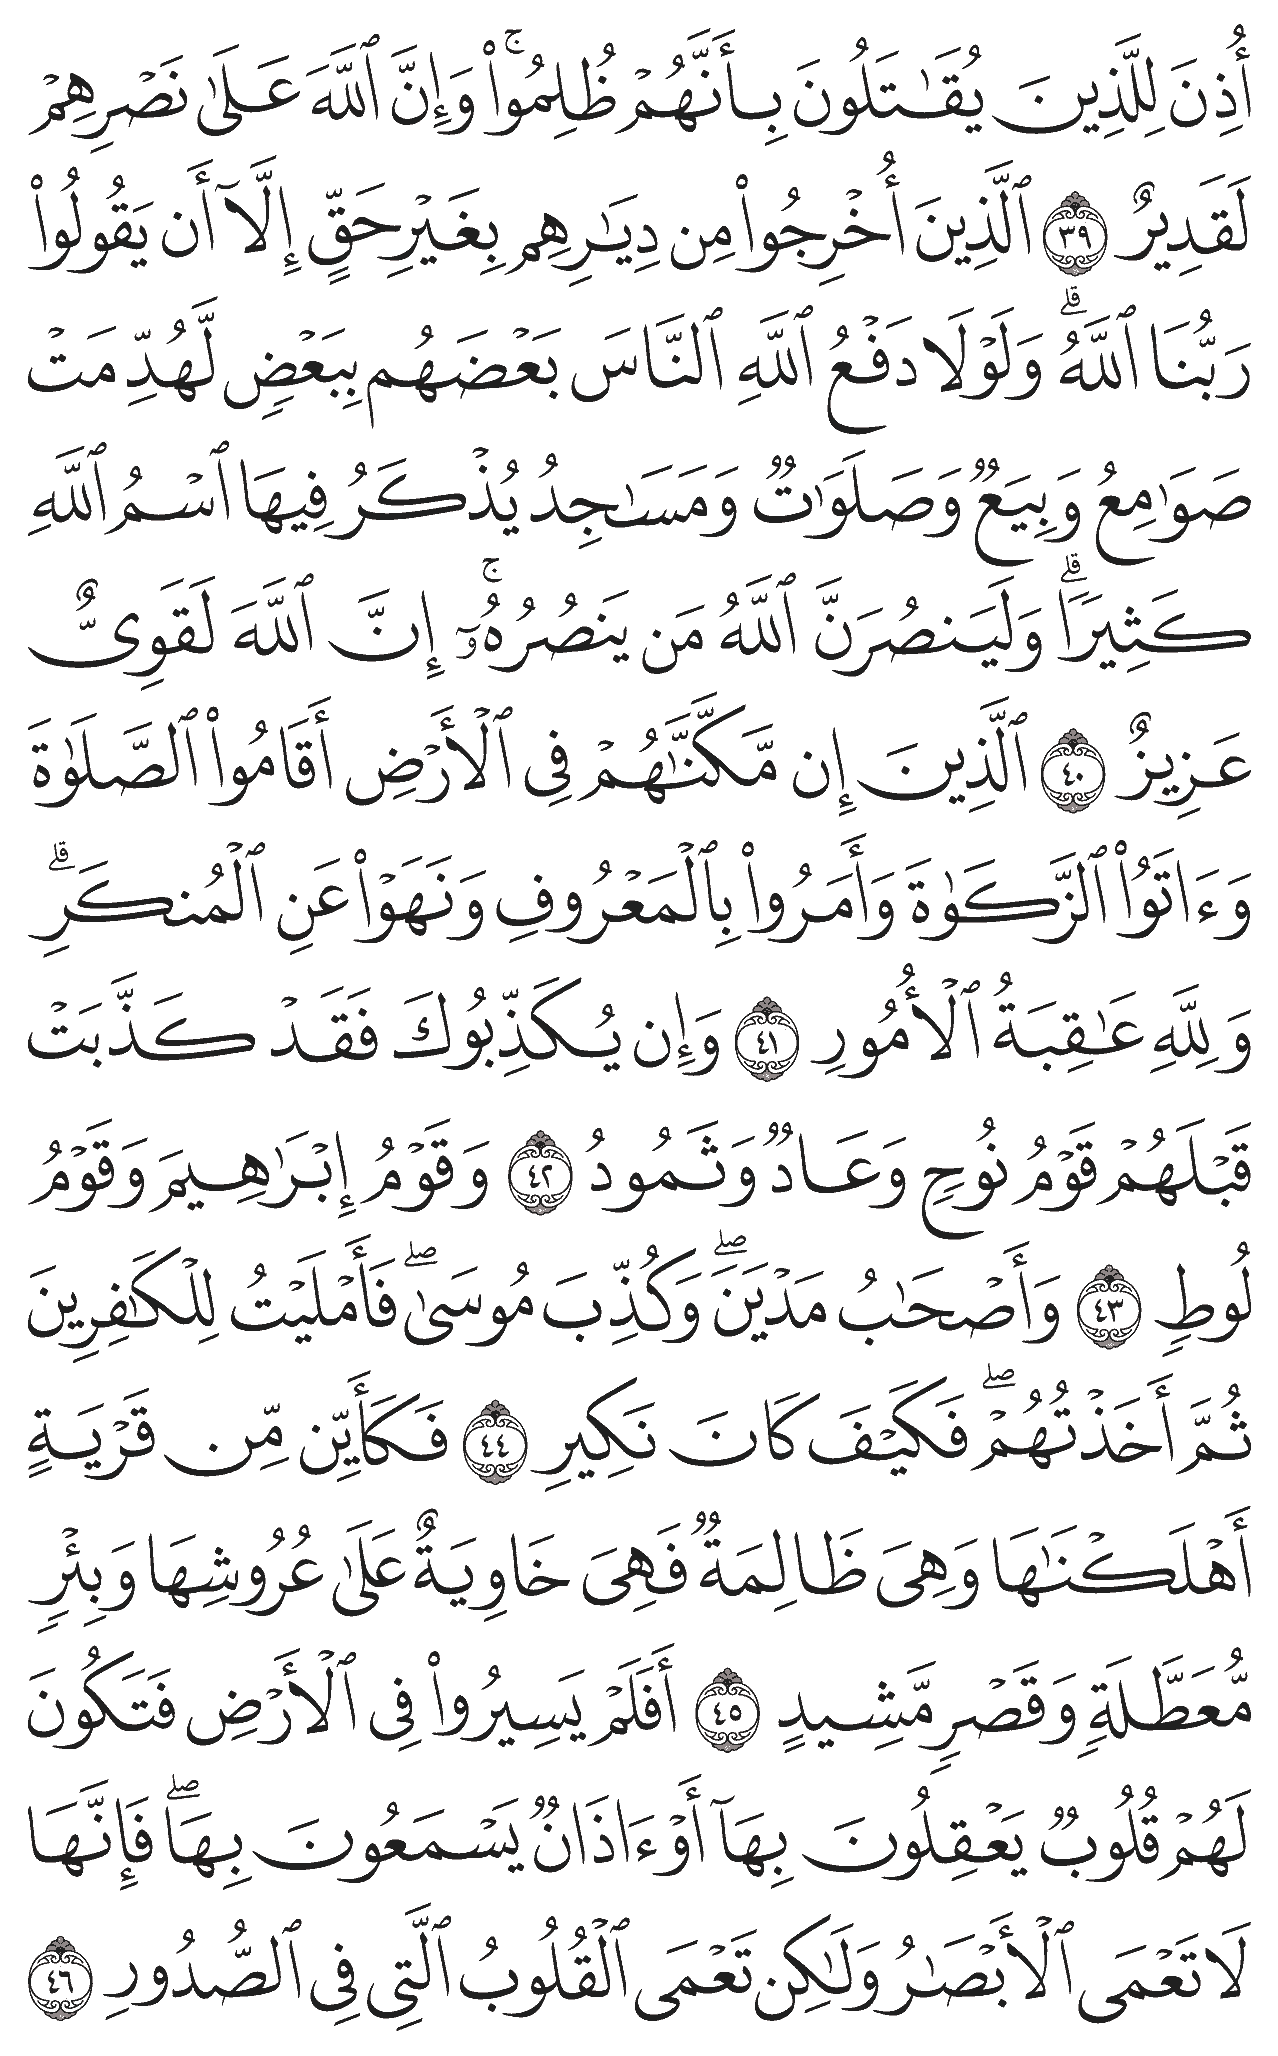 أُذِنَ لِلَّذِينَ يُقَٰتَلُونَ بِأَنَّهُمْ ظُلِمُوا۟ ۚ وَإِنَّ ٱللَّهَ عَلَىٰ نَصْرِهِمْ
لَقَدِيرٌ ٣٩ ٱلَّذِينَ أُخْرِجُوا۟ مِن دِيَٰرِهِم بِغَيْرِ حَقٍّ إِلَّآ أَن يَقُولُوا۟
رَبُّنَا ٱللَّهُ ۗ وَلَوْلَا دَفْعُ ٱللَّهِ ٱلنَّاسَ بَعْضَهُم بِبَعْضٍ لَّهُدِّمَتْ
صَوَٰمِعُ وَبِيَعٌ وَصَلَوَٰتٌ وَمَسَٰجِدُ يُذْكَرُ فِيهَا ٱسْمُ ٱللَّهِ
كَثِيرًا ۗ وَلَيَنصُرَنَّ ٱللَّهُ مَن يَنصُرُهُۥٓ ۚ إِنَّ ٱللَّهَ لَقَوِىٌّ
عَزِيزٌ ٤٠ ٱلَّذِينَ إِن مَّكَّنَّٰهُمْ فِى ٱلْأَرْضِ أَقَامُوا۟ ٱلصَّلَوٰةَ
وَءَاتَوُا۟ ٱلزَّكَوٰةَ وَأَمَرُوا۟ بِٱلْمَعْرُوفِ وَنَهَوْا۟ عَنِ ٱلْمُنكَرِ ۗ
وَلِلَّهِ عَٰقِبَةُ ٱلْأُمُورِ ٤١ وَإِن يُكَذِّبُوكَ فَقَدْ كَذَّبَتْ
قَبْلَهُمْ قَوْمُ نُوحٍ وَعَادٌ وَثَمُودُ ٤٢ وَقَوْمُ إِبْرَٰهِيمَ وَقَوْمُ
لُوطٍ ٤٣ وَأَصْحَٰبُ مَدْيَنَ ۖ وَكُذِّبَ مُوسَىٰ ۖ فَأَمْلَيْتُ لِلْكَٰفِرِينَ
ثُمَّ أَخَذْتُهُمْ ۖ فَكَيْفَ كَانَ نَكِيرِ ٤٤ فَكَأَيِّن مِّن قَرْيَةٍ
أَهْلَكْنَٰهَا وَهِىَ ظَالِمَةٌ فَهِىَ خَاوِيَةٌ عَلَىٰ عُرُوشِهَا وَبِئْرٍ
مُّعَطَّلَةٍ وَقَصْرٍ مَّشِيدٍ ٤٥ أَفَلَمْ يَسِيرُوا۟ فِى ٱلْأَرْضِ فَتَكُونَ
لَهُمْ قُلُوبٌ يَعْقِلُونَ بِهَآ أَوْ ءَاذَانٌ يَسْمَعُونَ بِهَا ۖ فَإِنَّهَا
لَا تَعْمَى ٱلْأَبْصَٰرُ وَلَٰكِن تَعْمَى ٱلْقُلُوبُ ٱلَّتِى فِى ٱلصُّدُورِ ٤٦